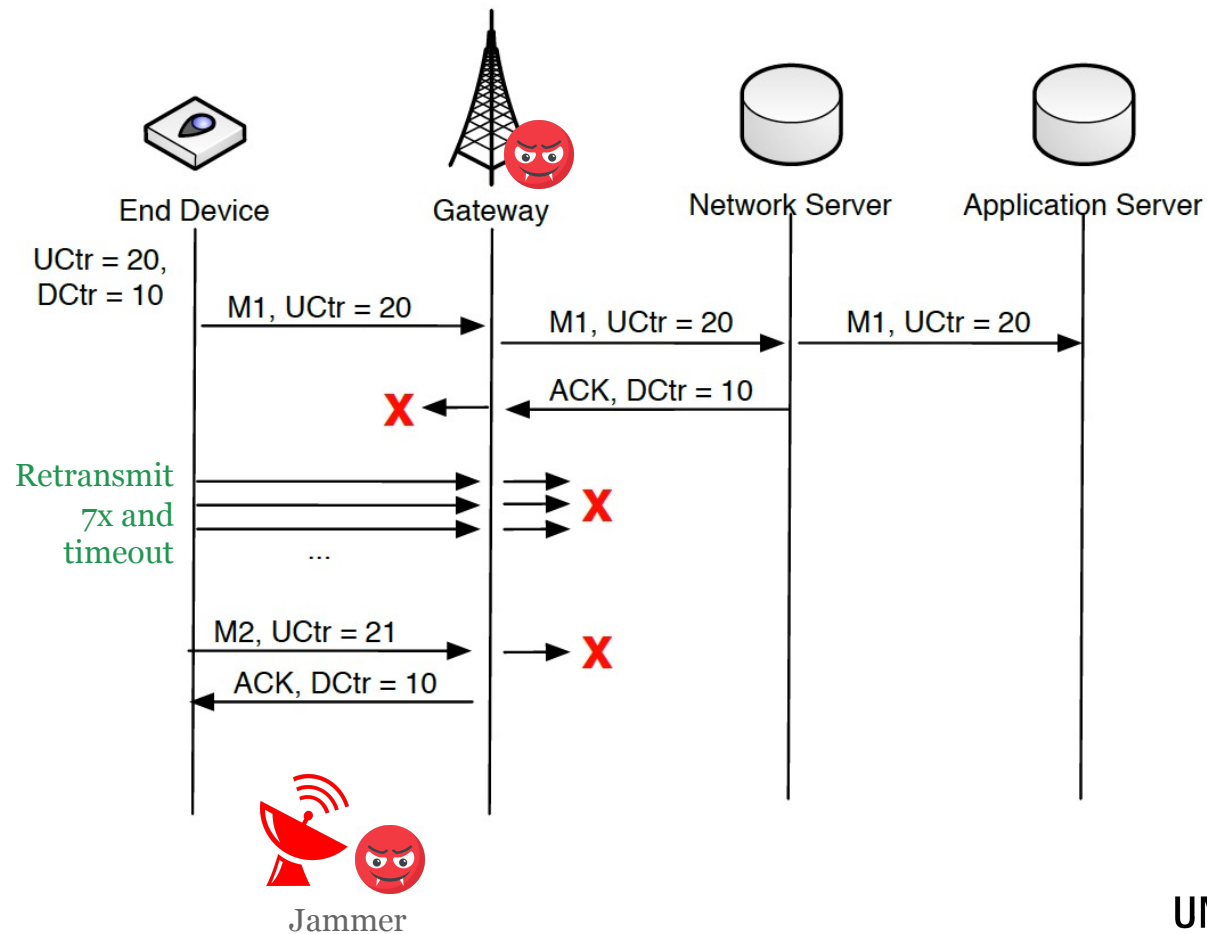 End Device
Gateway
Network Server
Application Server
UCtr = 20,
DCtr = 10
M1, UCtr = 20
M1, UCtr = 20
M1, UCtr = 20
ACK, DCtr = 10
X
Retransmit
7x and
timeout
X
...
M2, UCtr = 21
X
ACK, DCtr = 10
Jammer